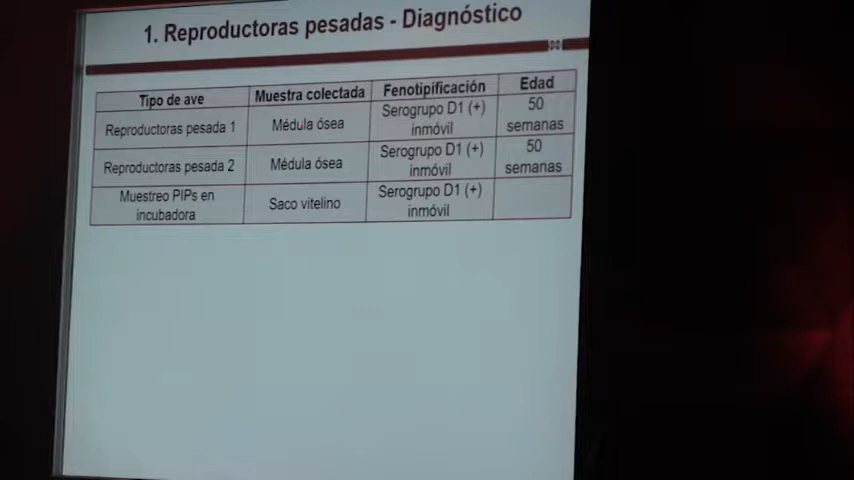 1. Reproductoras pesadas - Diagnóstico
Tipo de ave Muestra colectada Fenotipificación Edad
Reproductoras pesada 1 Médula ósea Serogrupo D1 (+) inmóvil 50 semanas
Reproductoras pesada 2 Médula ósea Serogrupo D1 (+) inmóvil 50 semanas
Muestreo PIPs en incubadora Saco vitelino Serogrupo D1 (+) inmóvil